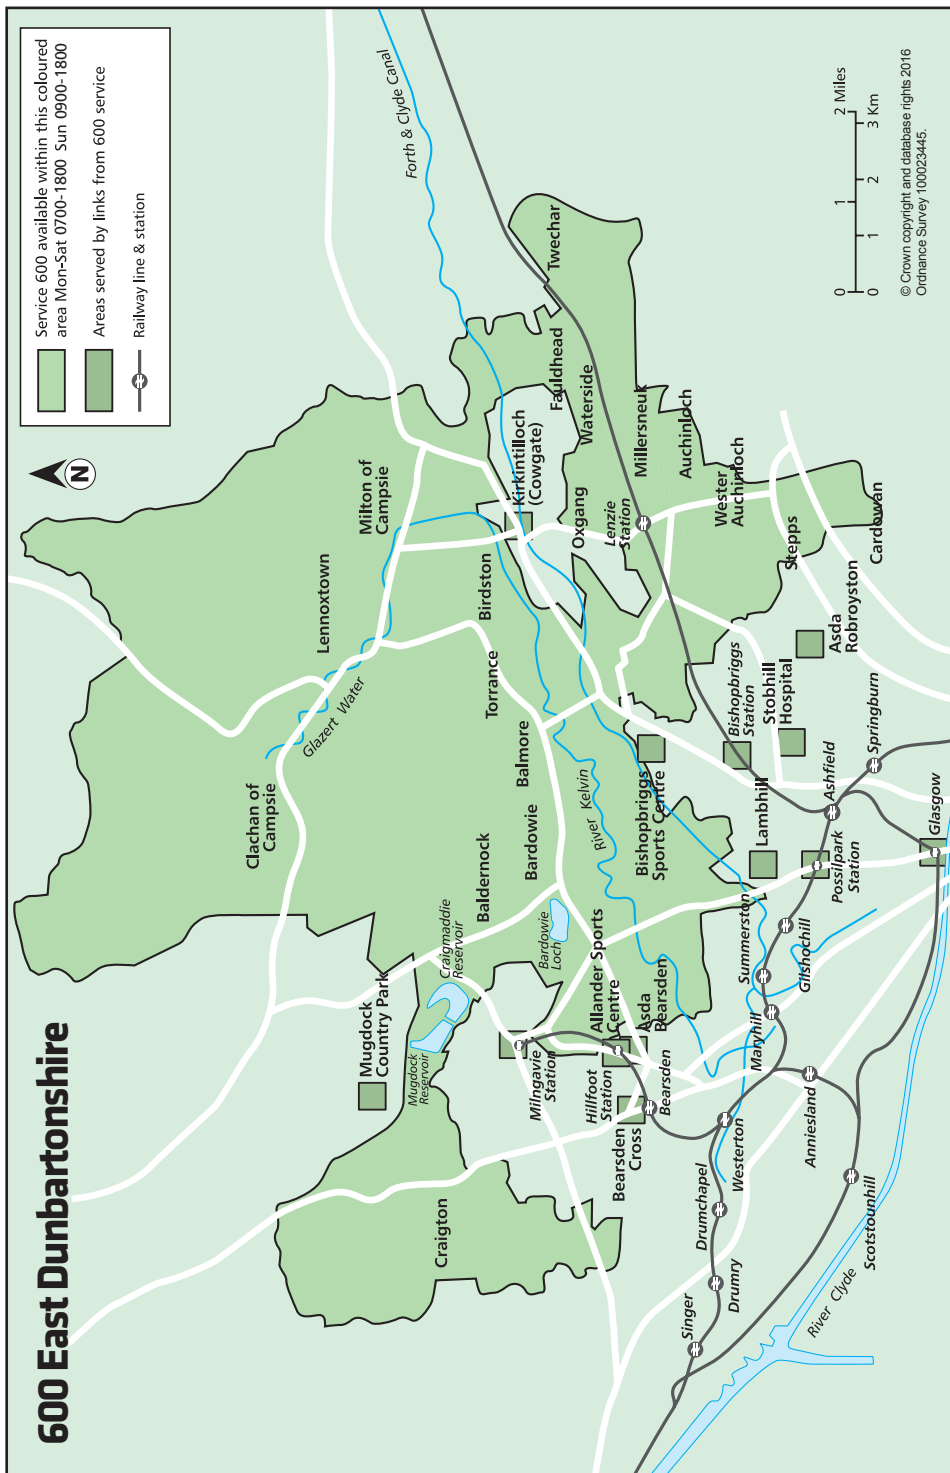 600 East Dunbartonshire
Service 600 available within this coloured
area Mon-Sat 0700-1800 Sun 0900-1800
Areas served by links from 600 service
Railway line & station
N
Forth & Clyde Canal
Milton of
Campsie
Lennoxtown
Glazert Water
Clachan of
Campsie
Twechar
Fauldhead
Waterside
Kirkintilloch
(Cowgate)
Birdston
Torrance
Balmore
Bardowie
Baldernock
Craigmaddie
Reservoir
Mugdock
Country Park
Mugdock
Reservoir
Craigton
Millersneuk
Auchinloch
Oxgang
Lenzie
Station
Wester
Auchinloch
River Kelvin
Bardowie
Loch
Allander Sports
Centre
Asda
Bearsden
Milngavie
Station
Hillfoot
Station
Bearsden
Cross
Bearsden
Bishopbriggs
Sports Centre
Stepps
Cardowan
Asda
Robroyston
Bishopbriggs
Station
Stobhill
Hospital
Lambhill
Springburn
Ashfield
Possilpark
Station
Glasgow
Summerston
Gilshochill
Maryhill
Anniesland
Westerton
Drumchapel
Drumry
Singer
Scotstounhill
River Clyde
0 1 2 Miles
0 1 2 3 Km
© Crown copyright and database rights 2016
Ordnance Survey 100023445.